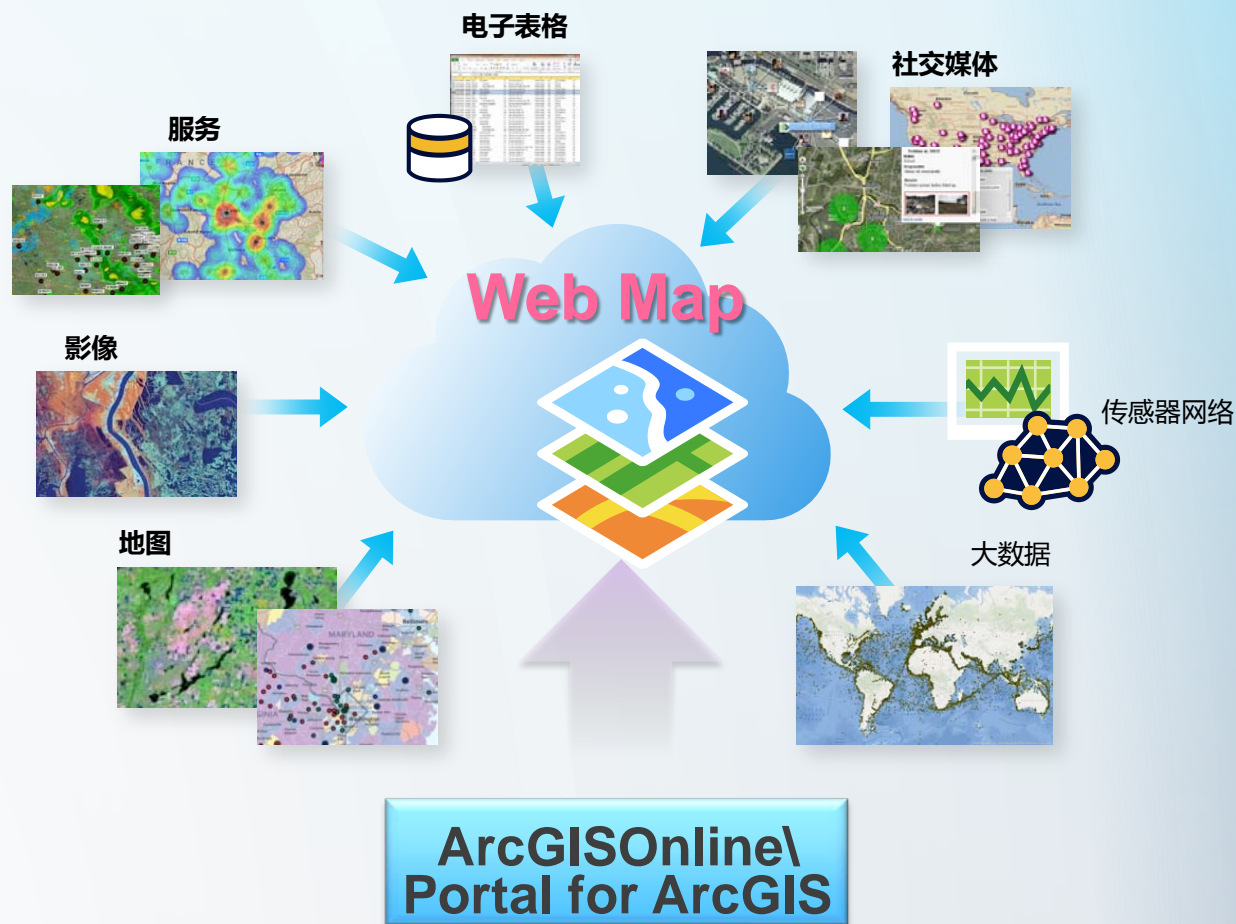 电子表格
社交媒体
服务
Web Map
影像
传感器网络
地图
大数据
MARYLAND
ArcGISOnline\
Portal for ArcGIS